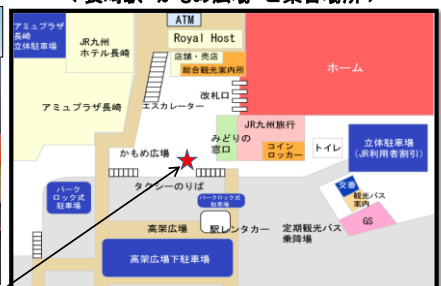 ATM
アミュプラザ
長崎
立体駐車場
JR九州
ホテル長崎
Royal Host
店舗・売店
総合観光案内所
ホーム
改札口
アミュプラザ長崎
エスカレーター
みどりの
窓口
JR九州旅行
コイン
ロッカー
トイレ
立体駐車場
(JR利用者割引)
かもめ広場
タクシーのりば
パーク
ロック式
駐車場
パークロック式
駐車場
交番
観光バス
案内
GS
高架広場
駅レンタカー
定期観光バス
乗降場
高架広場下駐車場